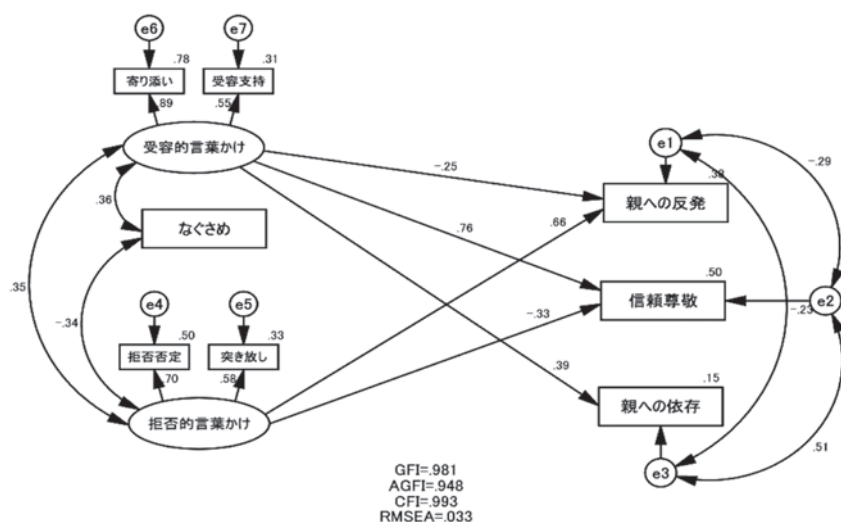 e6
e7
.78
.31
寄り添い
受容支持
.89
.55
受容的言葉かけ
e1
-.29
-.25
.38
.36
親への反発
なぐさめ
.76
.66
.50
信頼尊敬
e2
.35
-.34
-.23
e4
e5
-.33
.50
.33
拒否否定
突き放し
.39
.15
.70
.58
親への依存
拒否的言葉かけ
.51
e3
GFI=.981
AGFI=.948
CFI=.993
RMSEA=.033